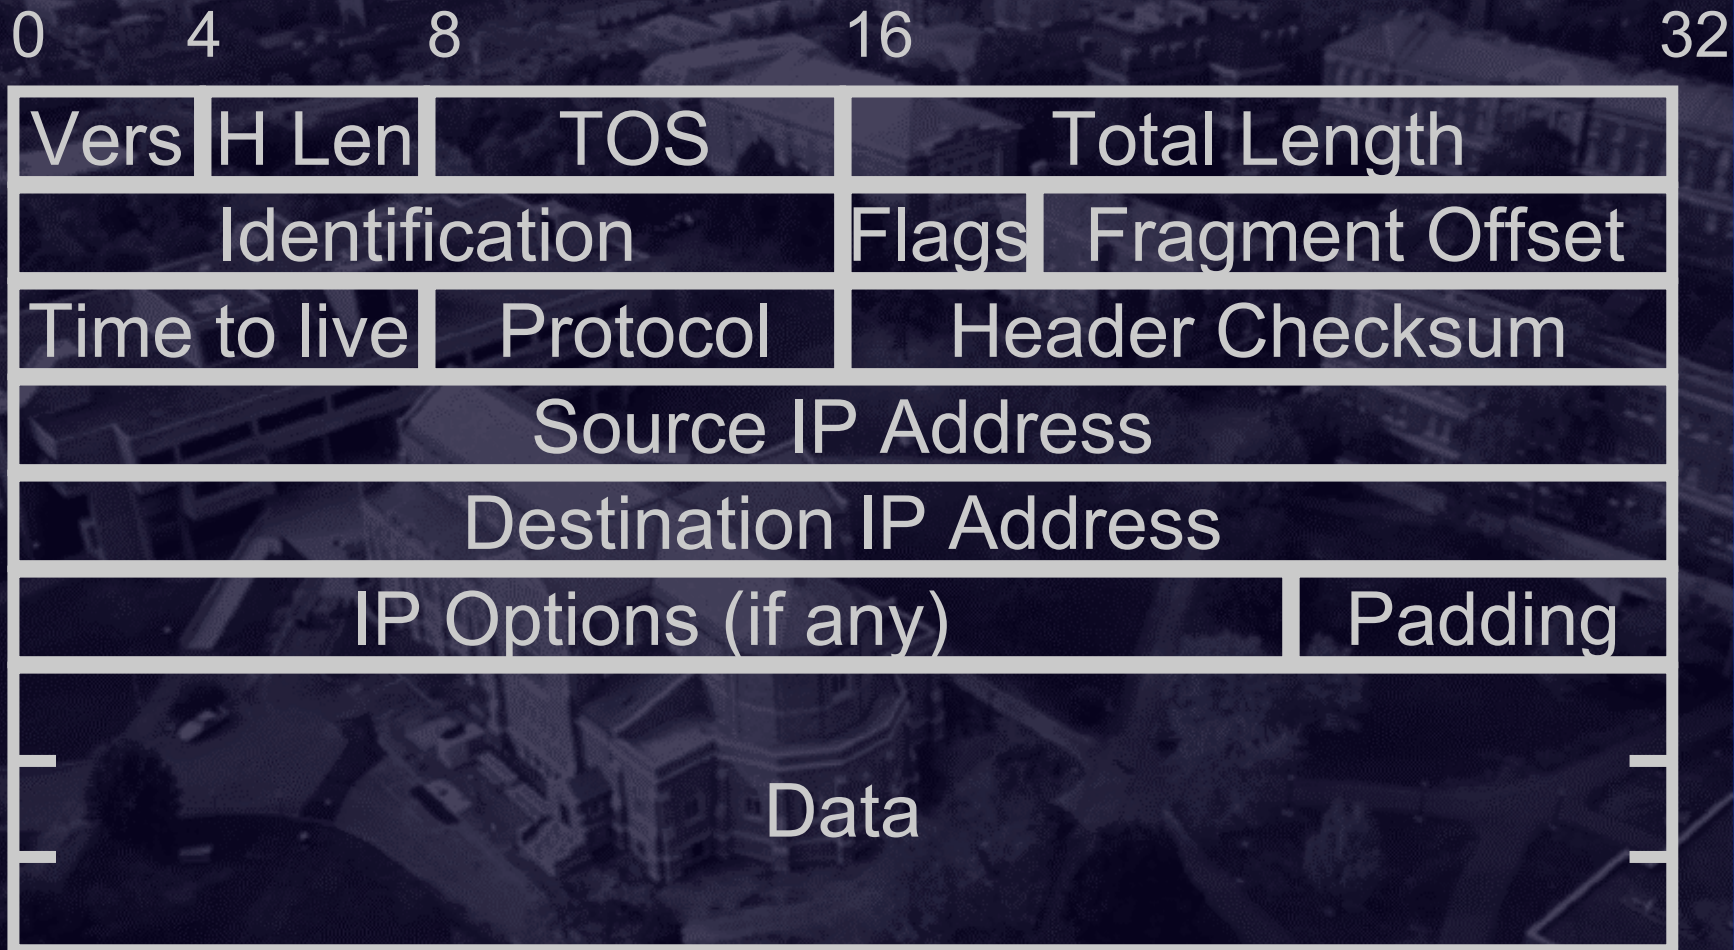 0 4 8 16 32
Vers H Len TOS Total Length
Identification Flags Fragment Offset
Time to live Protocol Header Checksum
Source IP Address
Destination IP Address
IP Options (if any) Padding
Data